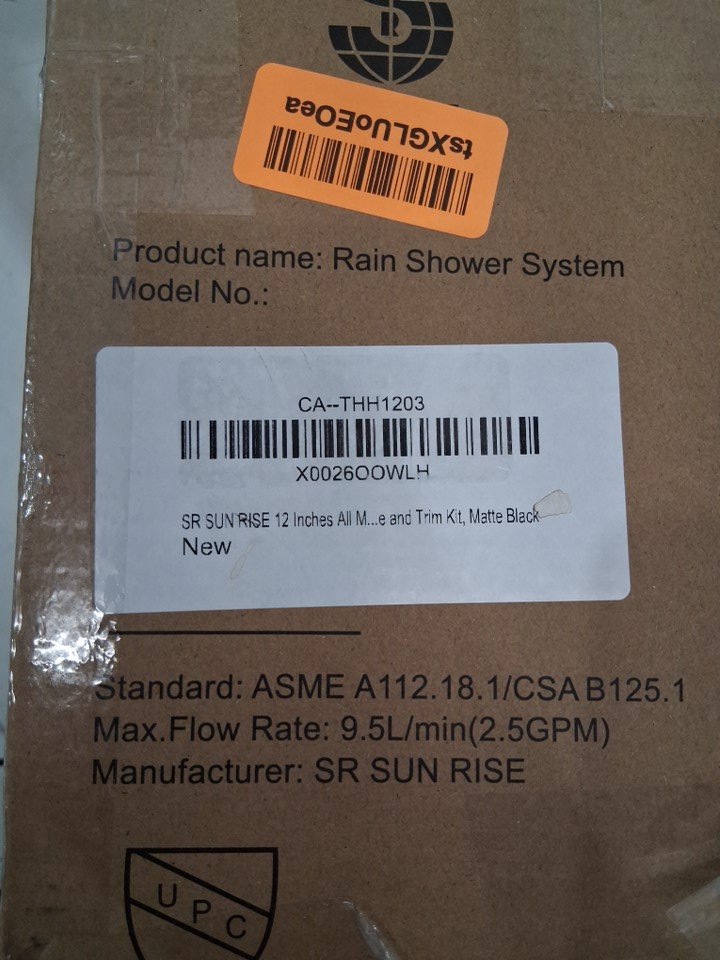 S
R
tsXGLUoEOea
Product name: Rain Shower System
Model No.:
CA--THH1203
X0026OOWLH
SR SUN RISE 12 Inches All M...e and Trim Kit, Matte Black
New
Standard: ASME A112.18.1/CSA B125.1
Max.Flow Rate: 9.5L/min(2.5GPM)
Manufacturer: SR SUN RISE
UPC